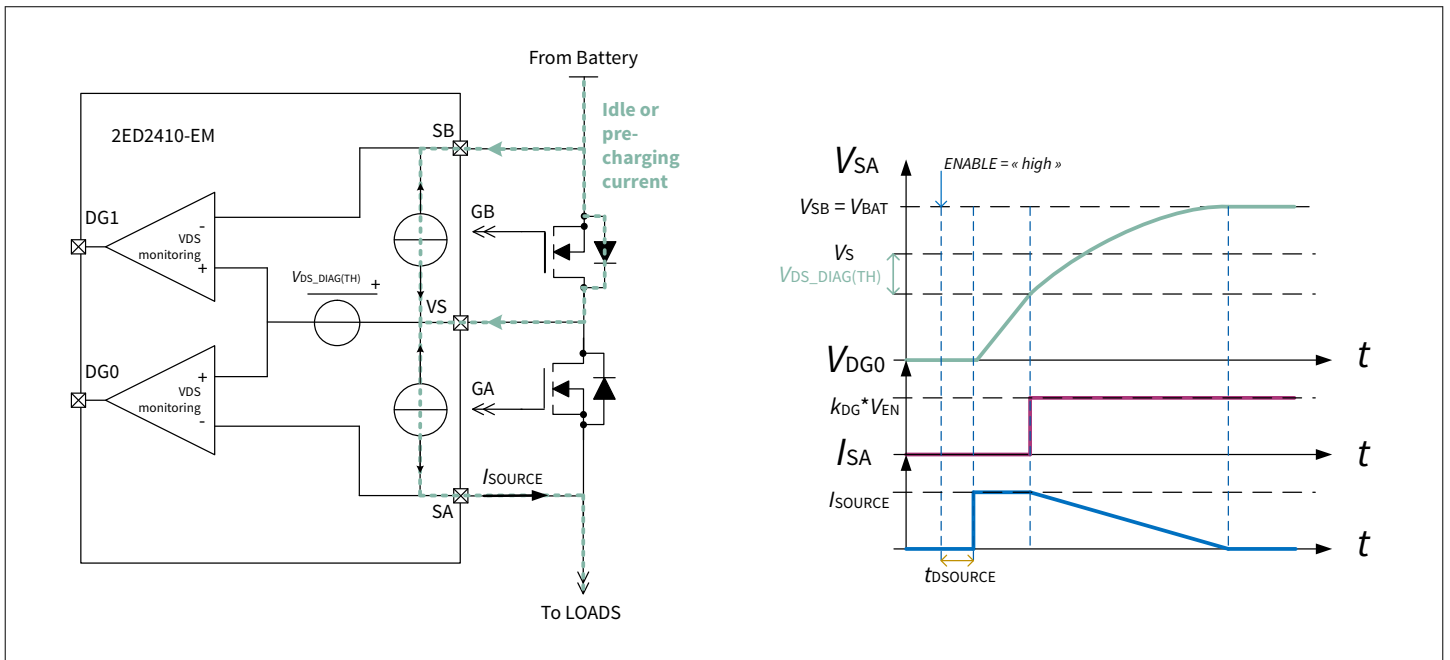 From Battery
Idle or
pre-
charging
current
2ED2410-EM
SB
DG1
-
VDS
monitoring
+
GB
VDS_DIAG(TH)
+
VS
DG0
+
VDS
monitoring
-
GA
ISOURCE
SA
To LOADS
VSA
ENABLE = « high »
VSB = VBAT
VS
VDS_DIAG(TH)
t
VDG0
kDG*VEN
t
ISA
ISOURCE
t
tDSOURCE